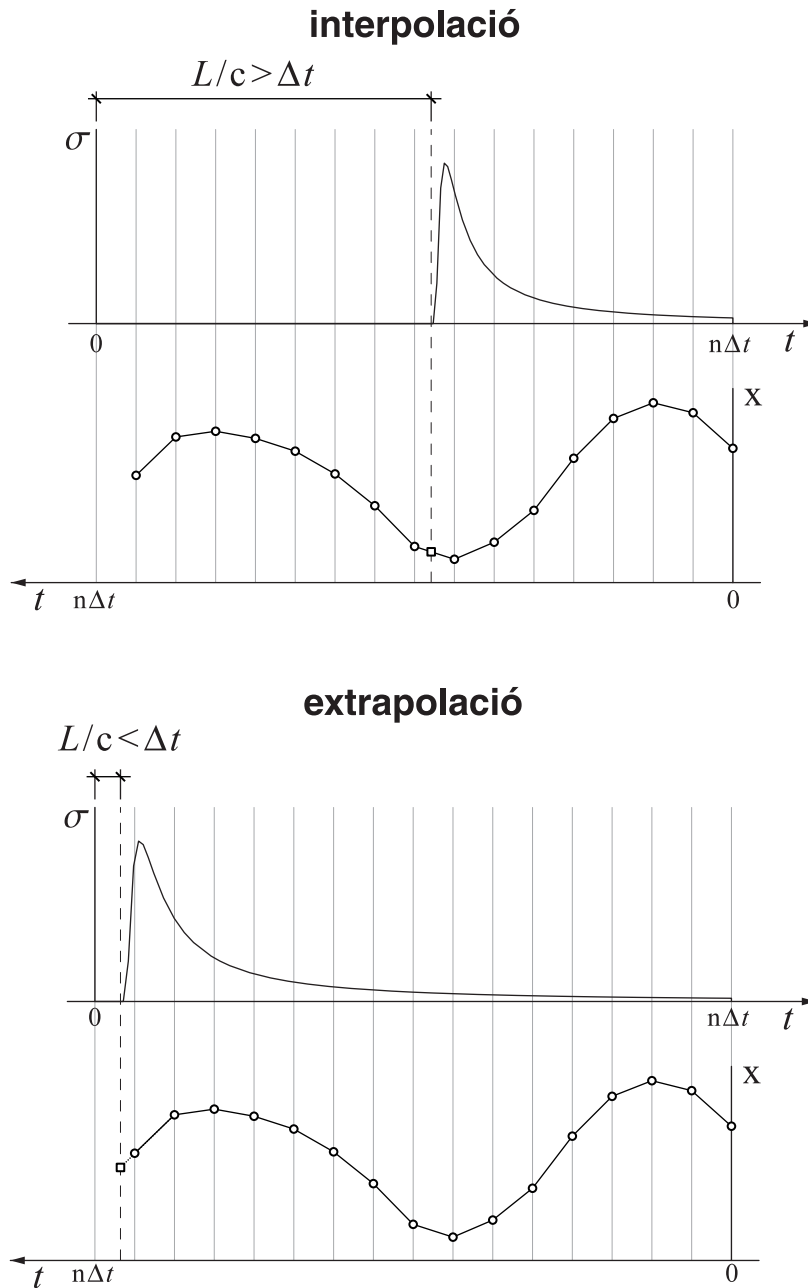 interpolació
L/c>Δt
σ
0
nΔt
t
x
t
nΔt
0
extrapolació
L/c<Δt
σ
0
nΔt
t
x
t
nΔt
0